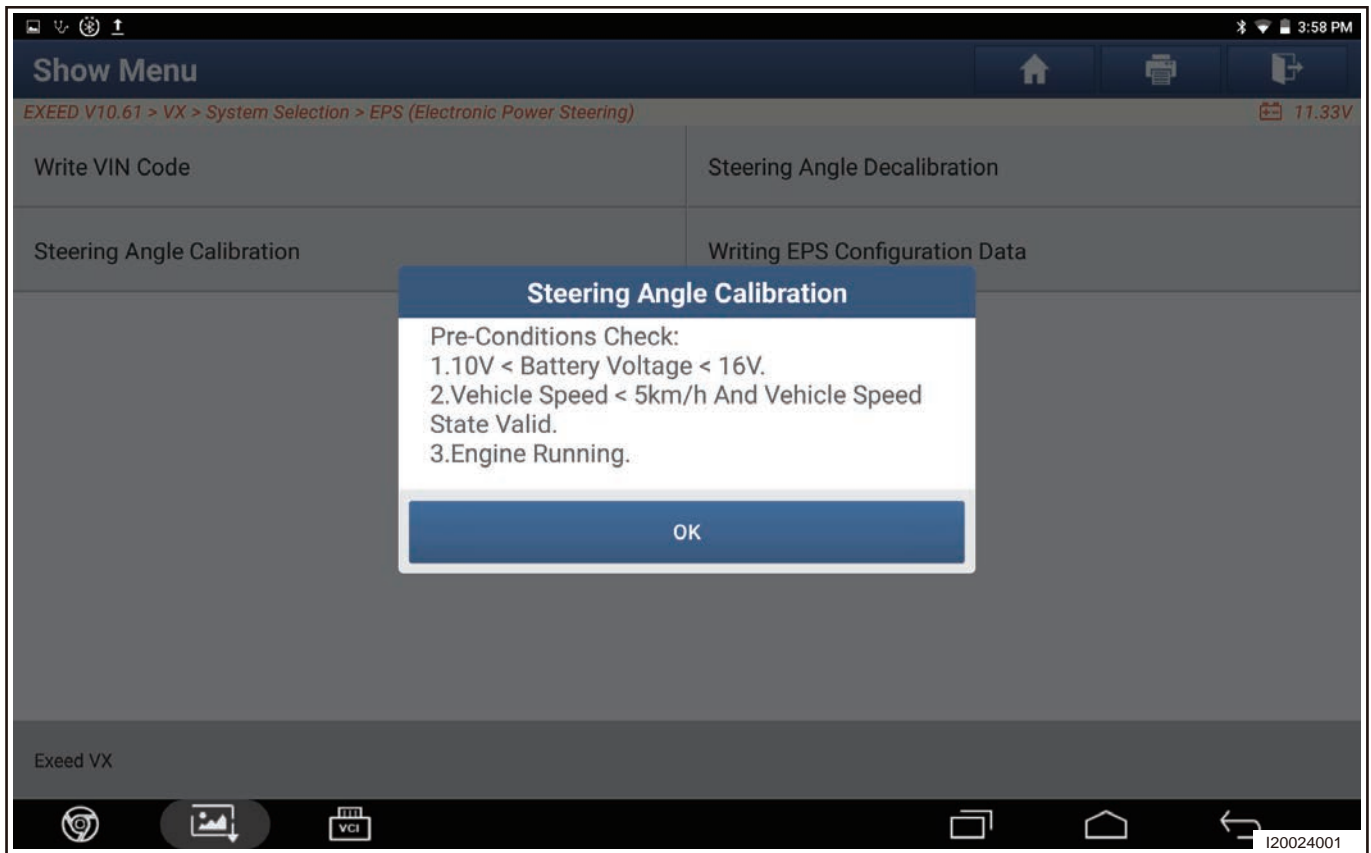 3:58 PM
Show Menu
EXEED V10.61 > VX > System Selection > EPS (Electronic Power Steering)
11.33V
Write VIN Code
Steering Angle Decalibration
Steering Angle Calibration
Writing EPS Configuration Data
Steering Angle Calibration
Pre-Conditions Check:
1.10V < Battery Voltage < 16V.
2.Vehicle Speed < 5km/h And Vehicle Speed
State Valid.
3.Engine Running.
OK
Exeed VX
VCI
I20024001